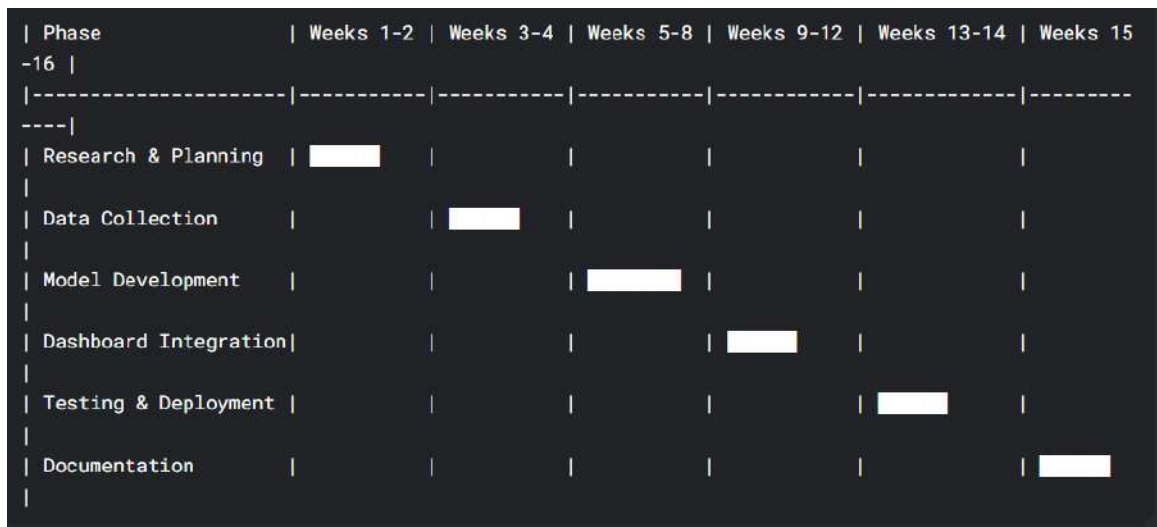 | Phase                | Weeks 1-2 | Weeks 3-4 | Weeks 5-8 | Weeks 9-12 | Weeks 13-14 | Weeks 15
-16 |
|----------------------|-----------|-----------|-----------|------------|-------------|---------
----|
| Research & Planning  | ██████    |           |           |            |             |
|
| Data Collection      |           | ██████    |           |            |             |
|
| Model Development    |           |           | ████████  |            |             |
|
| Dashboard Integration|           |           |           | ██████     |             |
|
| Testing & Deployment |           |           |           |            | ██████      |
|
| Documentation        |           |           |           |            |             | ██████
|